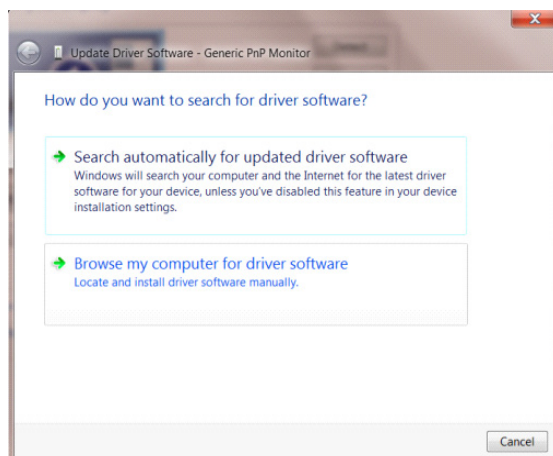 Update Driver Software - Generic PnP Monitor
How do you want to search for driver software?
Search automatically for updated driver software
Windows will search your computer and the Internet for the latest driver
software for your device, unless you've disabled this feature in your device
installation settings.
Browse my computer for driver software
Locate and install driver software manually.
Cancel